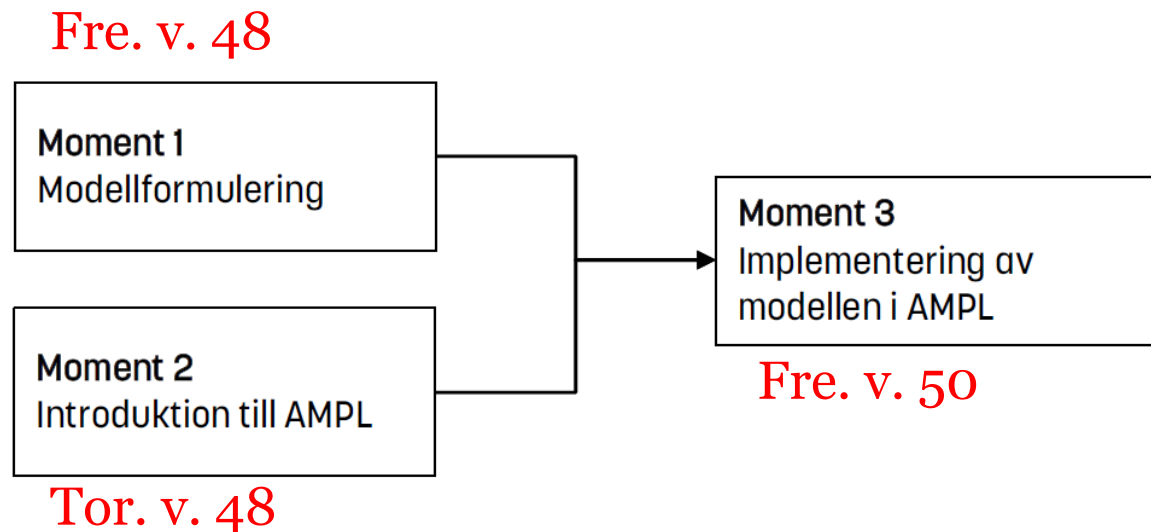 Fre. v. 48
Moment 1
Modellformulering
Moment 2
Introduktion till AMPL
Tor. v. 48
Moment 3
Implementering av
modellen i AMPL
Fre. v. 50